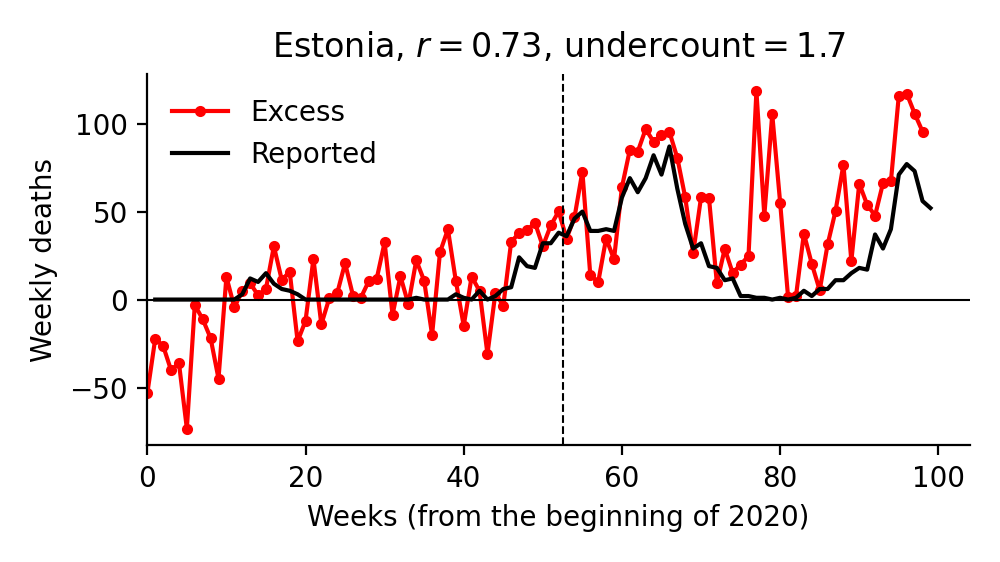 Estonia, r = 0.73, undercount = 1.7
Excess
Reported
Weekly deaths
100
50
0
−50
0 20 40 60 80 100
Weeks (from the beginning of 2020)